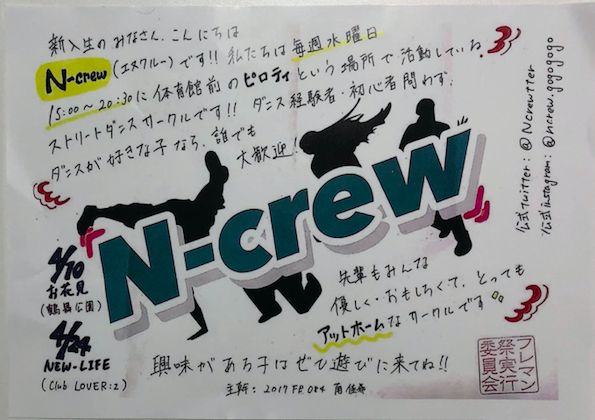 新入生のみなさん、こんにちは
N-crew(エヌクルー)です!! 私たちは毎週水曜日
15:00〜20:30に体育館前のピロティという場所で活動している
ストリートダンスサークルです!! ダンス経験者・初心者問わず、
ダンスが好きな子なら、誰でも
大歓迎!
公式Twitter: @Ncrewtter
公式instagram: @ncrew.gogogogo
N-crew
4/10
お花見
(鶴舞公園)
4/24
NEW-LIFE
(Club LOVER:z)
先輩もみんな
優しく・おもしろくて、とっても
アットホームなサークルです
興味がある子はぜひ遊びに来てね!!
主幹: 2017FP
フレマン
祭実行
委員会